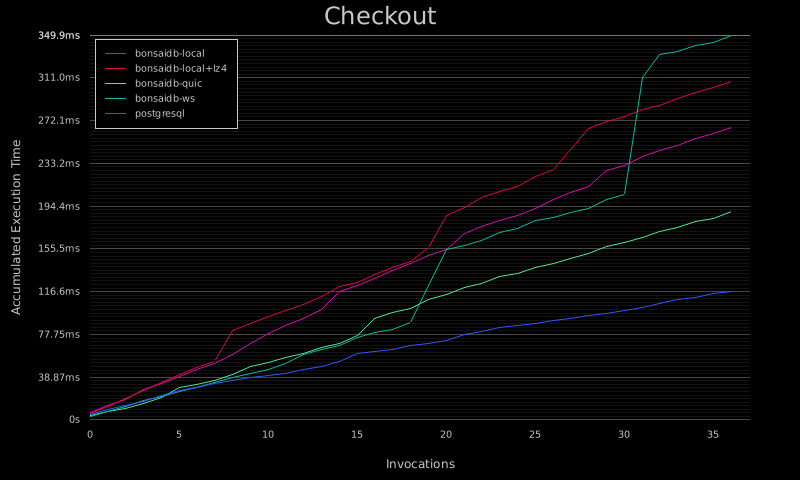 Checkout
349.9ms
311.0ms
272.1ms
233.2ms
194.4ms
155.5ms
116.6ms
77.75ms
38.87ms
0s
bonsaidb-local
bonsaidb-local+lz4
bonsaidb-quic
bonsaidb-ws
postgresql
Accumulated Execution Time
0 5 10 15 20 25 30 35
Invocations